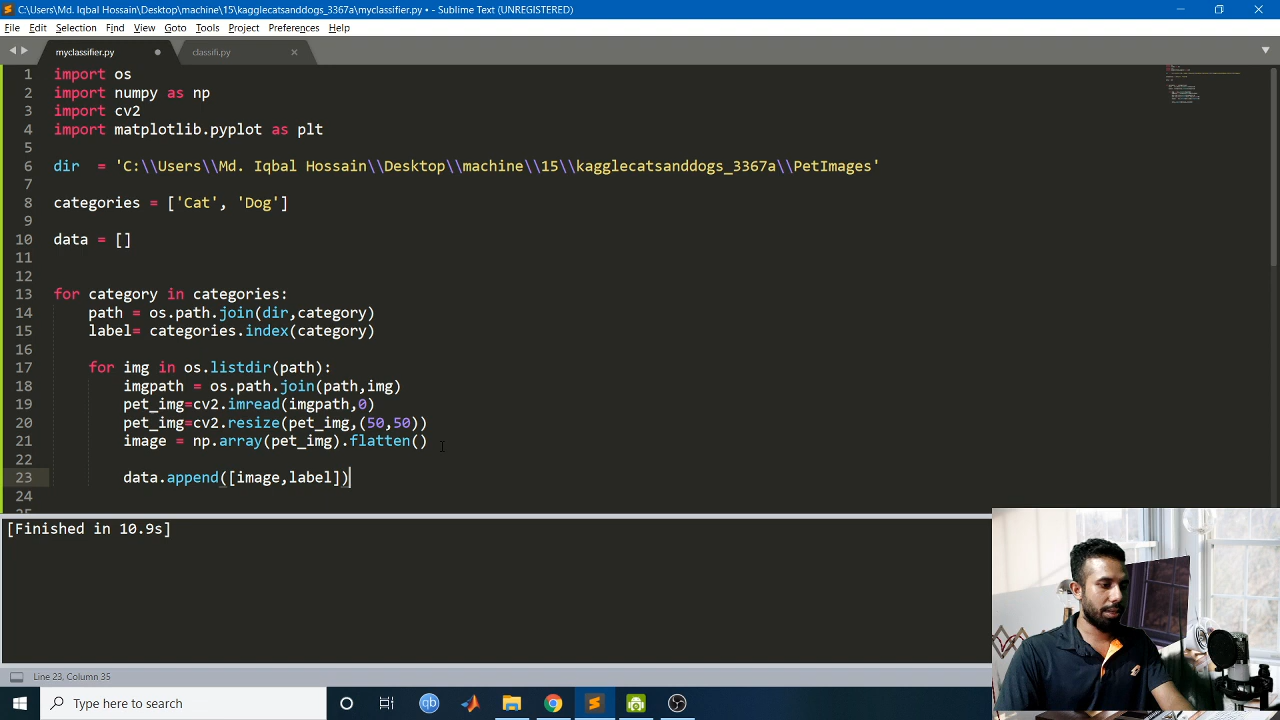 C:\Users\Md. Iqbal Hossain\Desktop\machine\15\kagglecatsanddogs_3367a\myclassifier.py • - Sublime Text (UNREGISTERED)
File Edit Selection Find View Goto Tools Project Preferences Help
myclassifier.py classifi.py
1 import os
2 import numpy as np
3 import cv2
4 import matplotlib.pyplot as plt
5
6 dir = 'C:\\Users\\Md. Iqbal Hossain\\Desktop\\machine\\15\\kagglecatsanddogs_3367a\\PetImages'
7
8 categories = ['Cat', 'Dog']
9
10 data = []
11
12
13 for category in categories:
14 path = os.path.join(dir,category)
15 label= categories.index(category)
16
17 for img in os.listdir(path):
18 imgpath = os.path.join(path,img)
19 pet_img=cv2.imread(imgpath,0)
20 pet_img=cv2.resize(pet_img,(50,50))
21 image = np.array(pet_img).flatten()
22
23 data.append([image,label])
24
25
[Finished in 10.9s]
Line 23, Column 35
Type here to search
qb